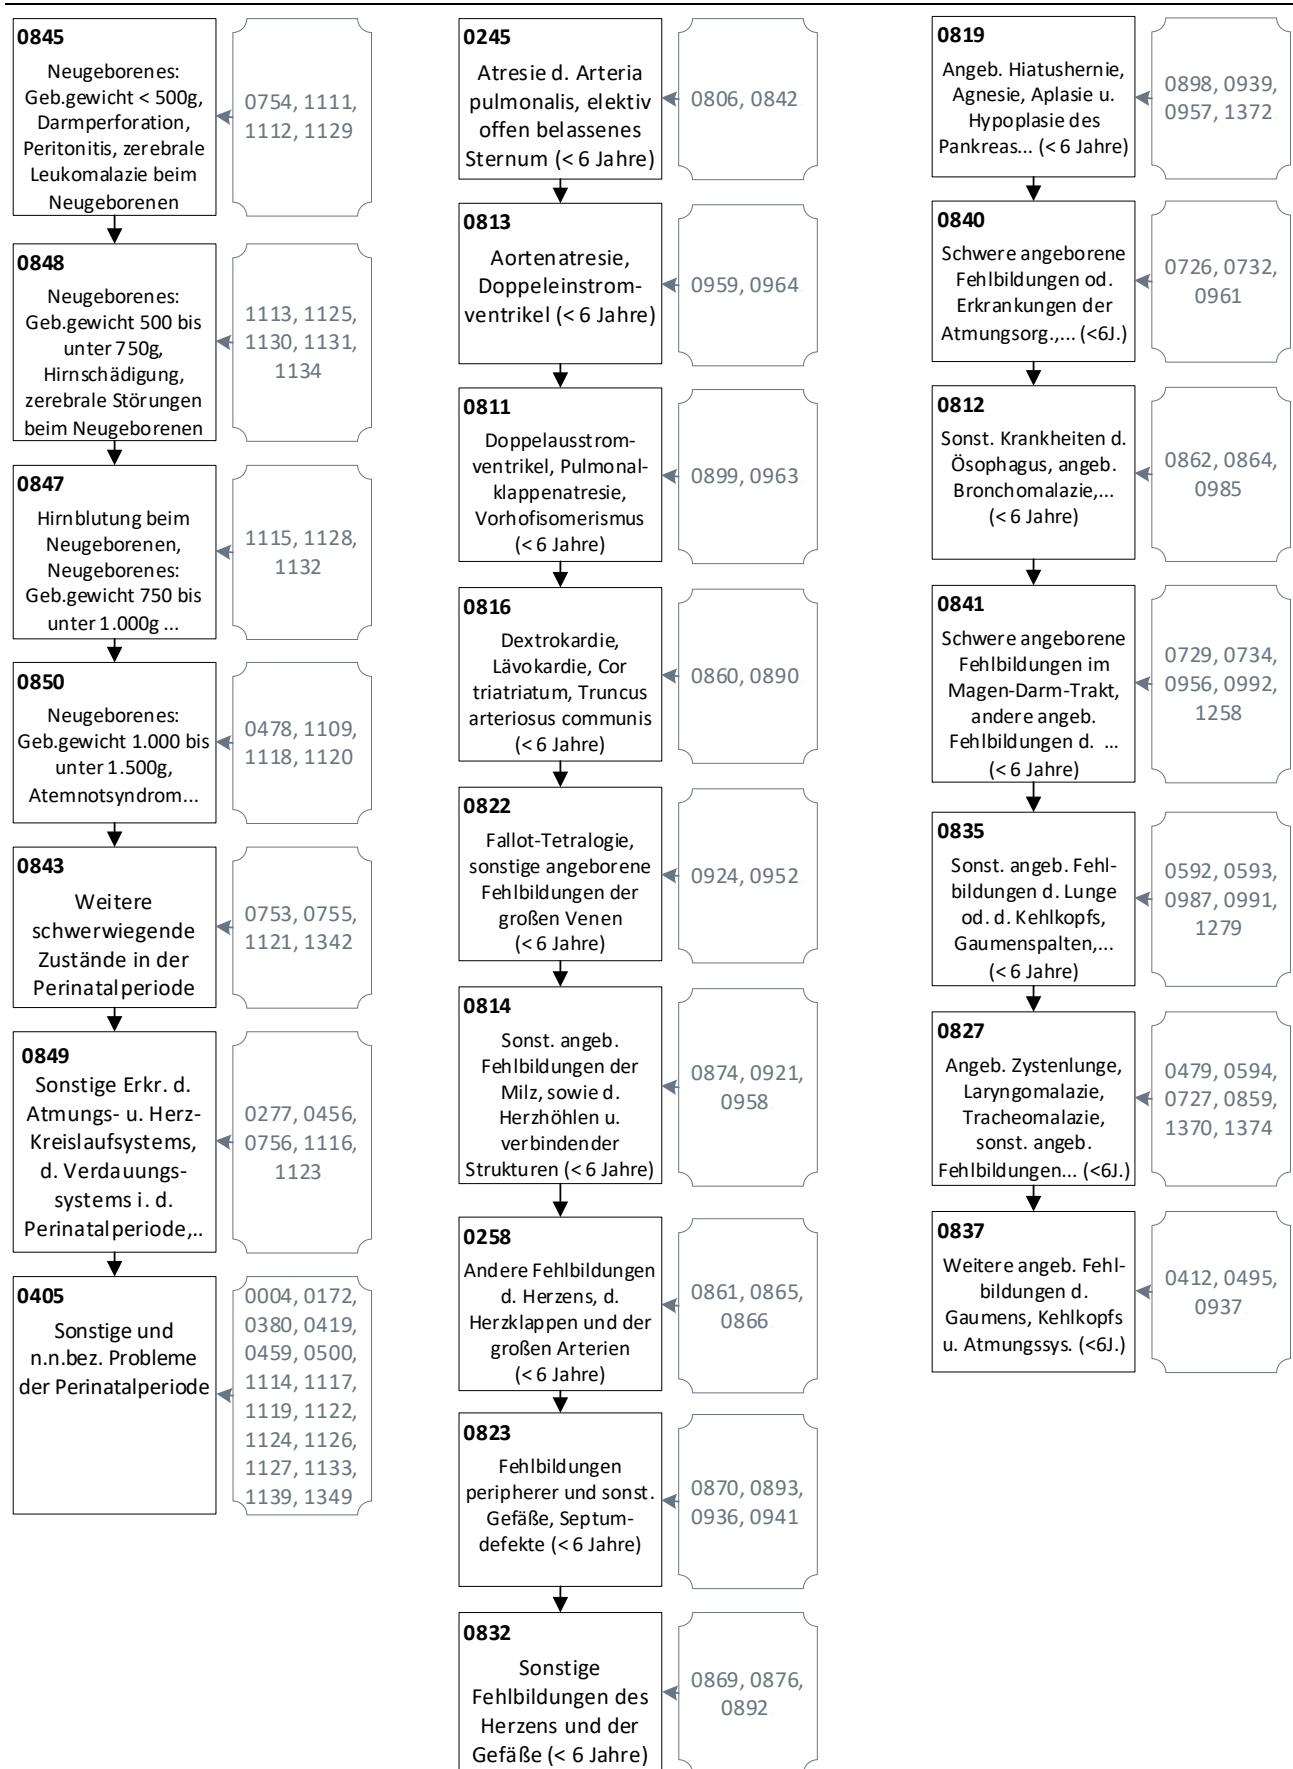 0845
Neugeborenes:
Geb.gewicht < 500g,
Darmperforation,
Peritonitis, zerebrale
Leukomalazie beim
Neugeborenen
0754, 1111,
1112, 1129
0848
Neugeborenes:
Geb.gewicht 500 bis
unter 750g,
Hirnschädigung,
zerebrale Störungen
beim Neugeborenen
1113, 1125,
1130, 1131,
1134
0847
Hirnblutung beim
Neugeborenen,
Neugeborenes:
Geb.gewicht 750 bis
unter 1.000g ...
1115, 1128,
1132
0850
Neugeborenes:
Geb.gewicht 1.000 bis
unter 1.500g,
Atemnotsyndrom...
0478, 1109,
1118, 1120
0843
Weitere
schwerwiegende
Zustände in der
Perinatalperiode
0753, 0755,
1121, 1342
0849
Sonstige Erkr. d.
Atmungs- u. Herz-
Kreislaufsystems,
d. Verdauungs-
systems i. d.
Perinatalperiode,..
0277, 0456,
0756, 1116,
1123
0405
Sonstige und
n.n.bez. Probleme
der Perinatalperiode
0004, 0172,
0380, 0419,
0459, 0500,
1114, 1117,
1119, 1122,
1124, 1126,
1127, 1133,
1139, 1349
0245
Atresie d. Arteria
pulmonalis, elektiv
offen belassenes
Sternum (< 6 Jahre)
0806, 0842
0813
Aortenatresie,
Doppeleinstrom-
ventrikel (< 6 Jahre)
0959, 0964
0811
Doppelausstrom-
ventrikel, Pulmonal-
klappenatresie,
Vorhofisomerismus
(< 6 Jahre)
0899, 0963
0816
Dextrokardie,
Lävokardie, Cor
triatriatum, Truncus
arteriosus communis
(< 6 Jahre)
0860, 0890
0822
Fallot-Tetralogie,
sonstige angeborene
Fehlbildungen der
großen Venen
(< 6 Jahre)
0924, 0952
0814
Sonst. angeb.
Fehlbildungen der
Milz, sowie d.
Herzhöhlen u.
verbindender
Strukturen (< 6 Jahre)
0874, 0921,
0958
0258
Andere Fehlbildungen
d. Herzens, d.
Herzklappen und der
großen Arterien
(< 6 Jahre)
0861, 0865,
0866
0823
Fehlbildungen
peripherer und sonst.
Gefäße, Septum-
defekte (< 6 Jahre)
0870, 0893,
0936, 0941
0832
Sonstige
Fehlbildungen des
Herzens und der
Gefäße (< 6 Jahre)
0869, 0876,
0892
0819
Angeb. Hiatushernie,
Agnesie, Aplasie u.
Hypoplasie des
Pankreas... (< 6 Jahre)
0898, 0939,
0957, 1372
0840
Schwere angeborene
Fehlbildungen od.
Erkrankungen der
Atmungsorg.,... (<6J.)
0726, 0732,
0961
0812
Sonst. Krankheiten d.
Ösophagus, angeb.
Bronchomalazie,...
(< 6 Jahre)
0862, 0864,
0985
0841
Schwere angeborene
Fehlbildungen im
Magen-Darm-Trakt,
andere angeb.
Fehlbildungen d. ...
(< 6 Jahre)
0729, 0734,
0956, 0992,
1258
0835
Sonst. angeb. Fehl-
bildungen d. Lunge
od. d. Kehlkopfs,
Gaumenspalten,...
(< 6 Jahre)
0592, 0593,
0987, 0991,
1279
0827
Angeb. Zystenlunge,
Laryngomalazie,
Tracheomalazie,
sonst. angeb.
Fehlbildungen... (<6J.)
0479, 0594,
0727, 0859,
1370, 1374
0837
Weitere angeb. Fehl-
bildungen d.
Gaumens, Kehlkopfs
u. Atmungssys. (<6J.)
0412, 0495,
0937